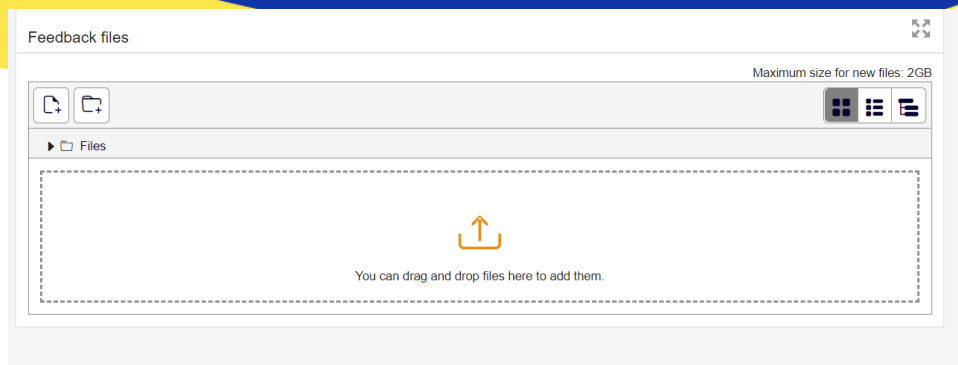 Feedback files
Maximum size for new files: 2GB
Files
You can drag and drop files here to add them.